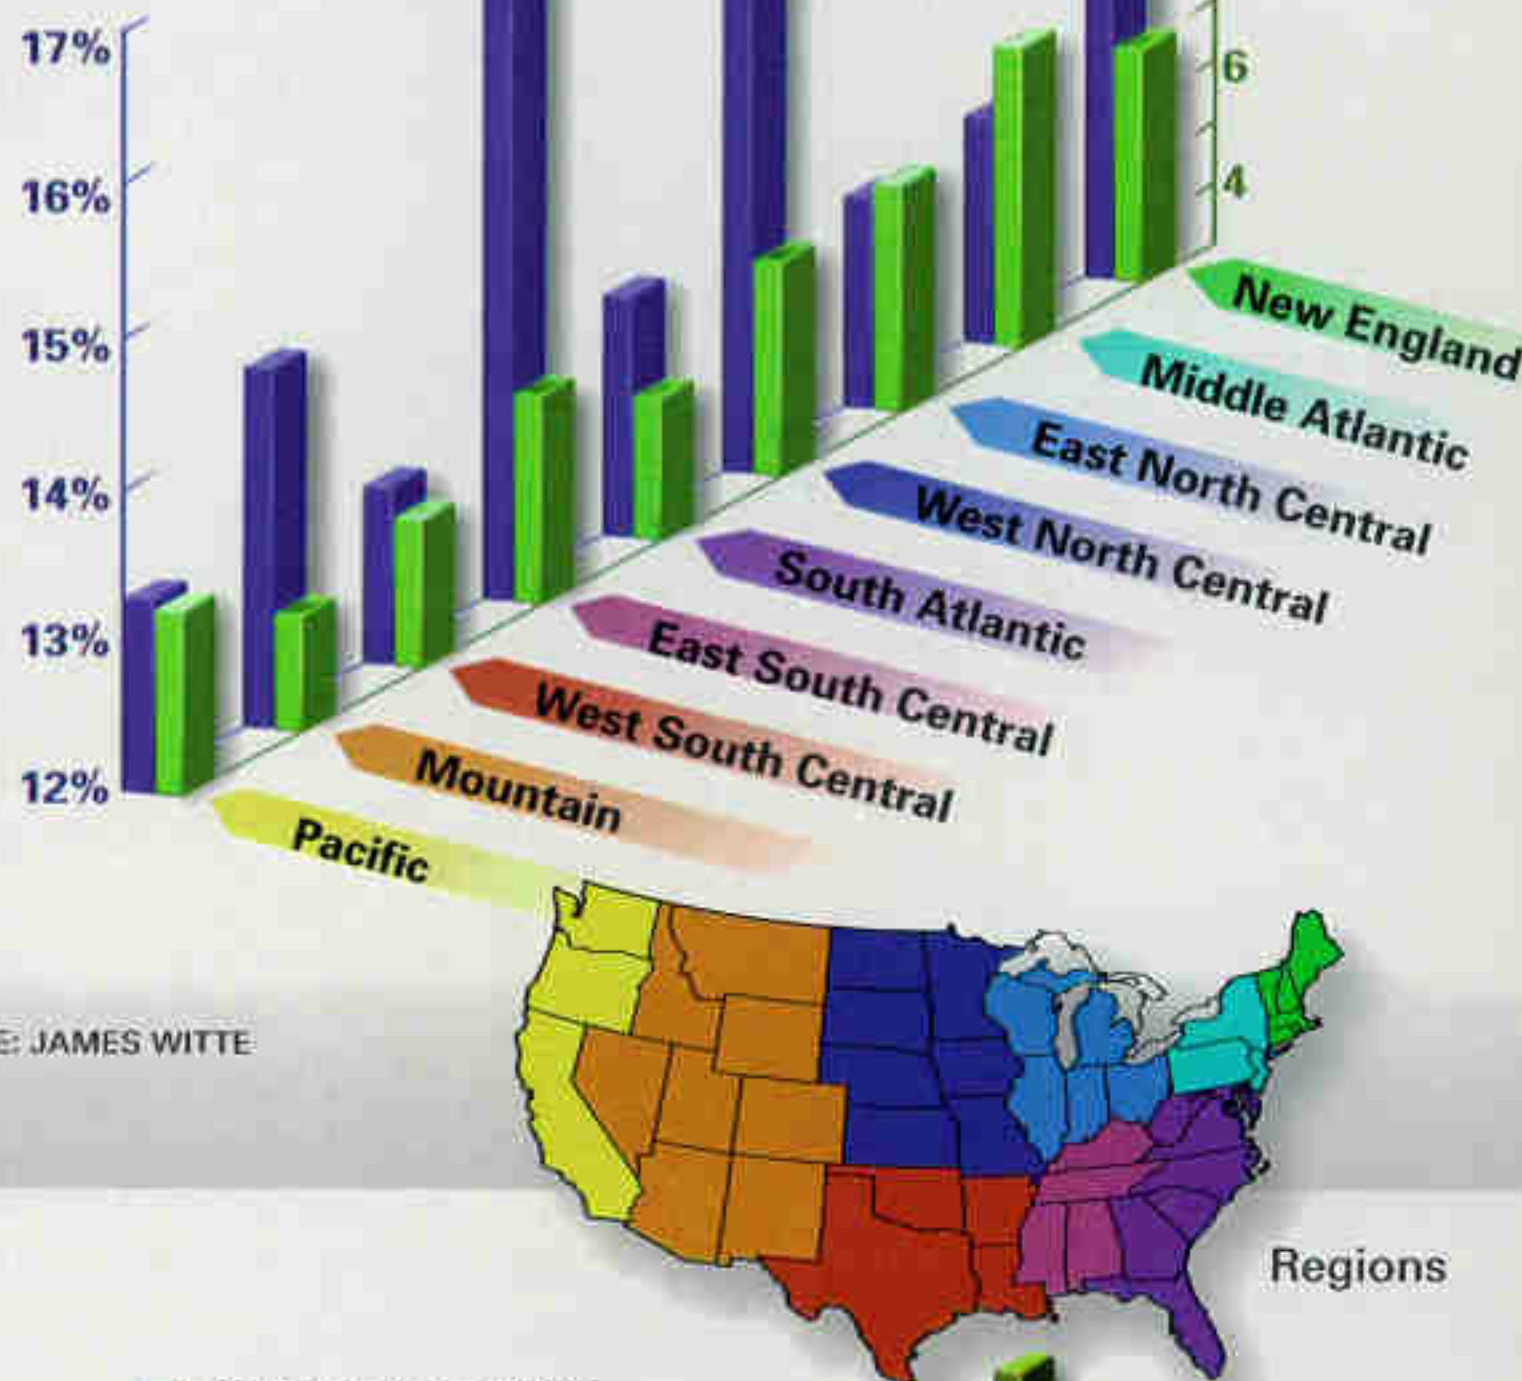 17%
16%
15%
14%
13%
12%
6
4
New England
Middle Atlantic
East North Central
West North Central
South Atlantic
East South Central
West South Central
Mountain
Pacific
E: JAMES WITTE
Regions